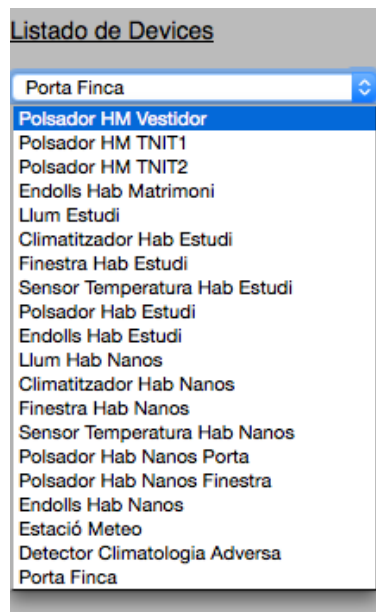 Listado de Devices
Porta Finca
Polsador HM Vestidor
Polsador HM TNIT1
Polsador HM TNIT2
Endolls Hab Matrimoni
Llum Estudi
Climatitzador Hab Estudi
Finestra Hab Estudi
Sensor Temperatura Hab Estudi
Polsador Hab Estudi
Endolls Hab Estudi
Llum Hab Nanos
Climatitzador Hab Nanos
Finestra Hab Nanos
Sensor Temperatura Hab Nanos
Polsador Hab Nanos Porta
Polsador Hab Nanos Finestra
Endolls Hab Nanos
Estació Meteo
Detector Climatologia Adversa
Porta Finca